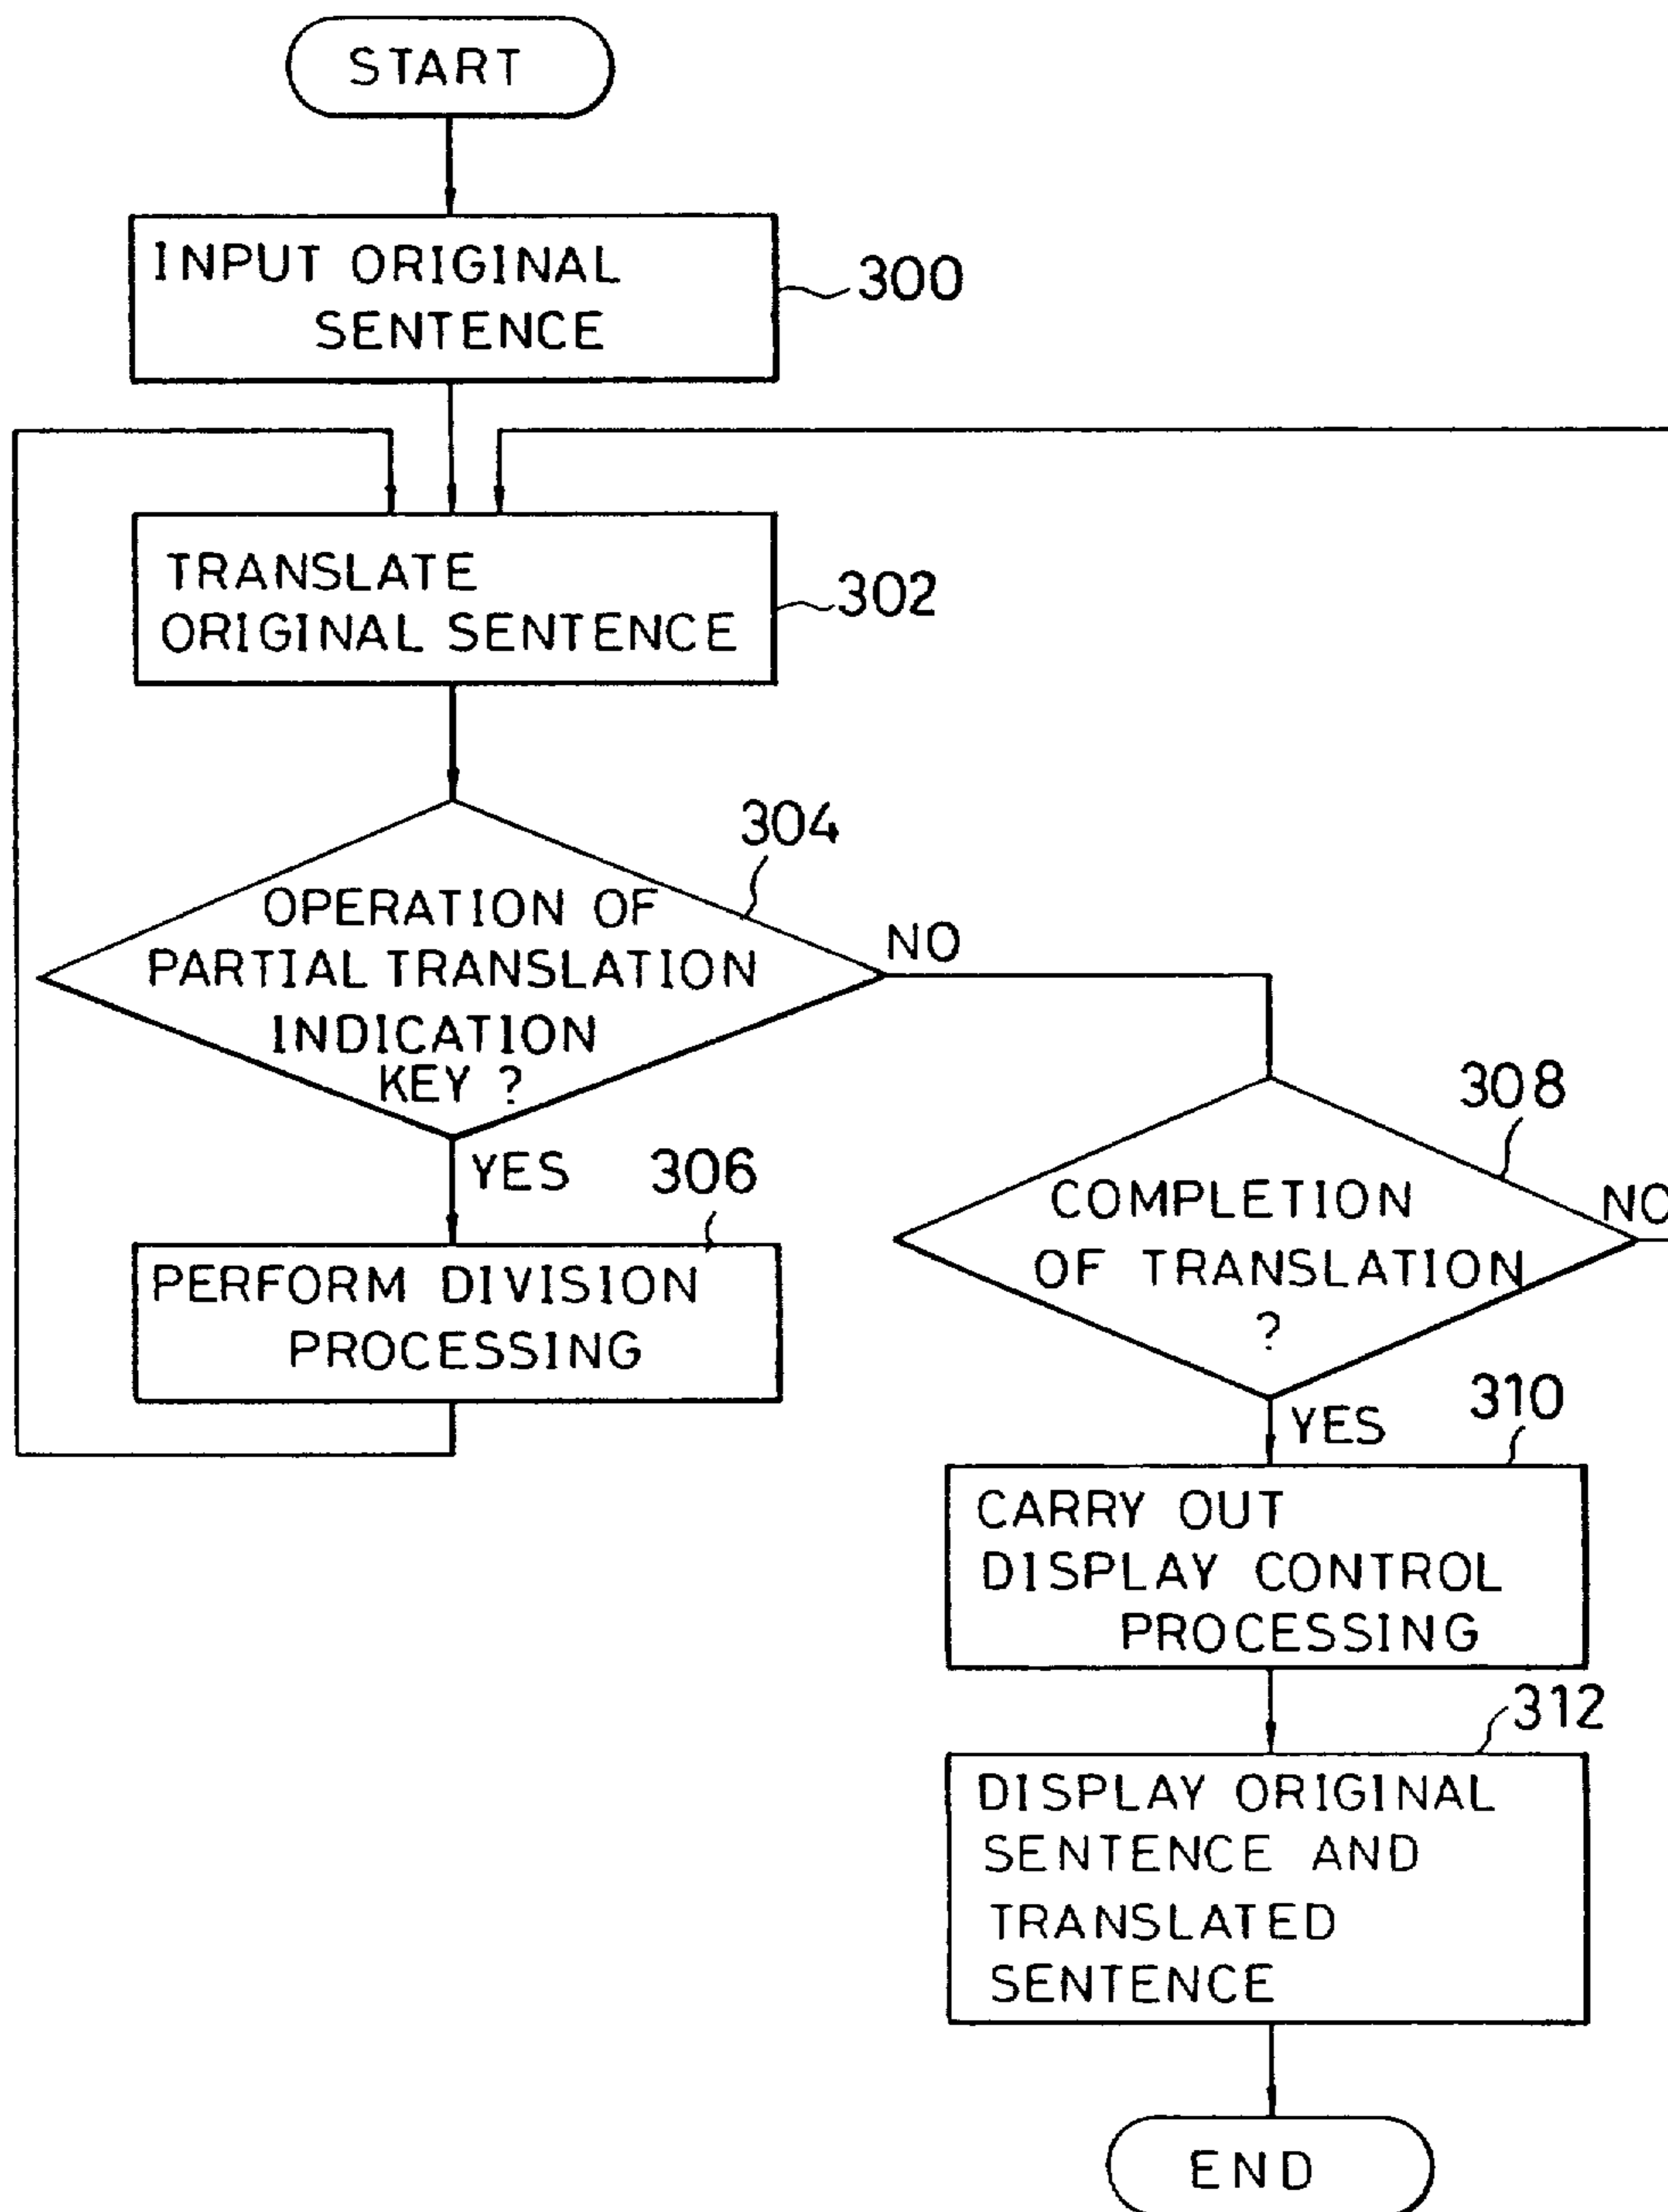 START
INPUT ORIGINAL
SENTENCE
300
TRANSLATE
ORIGINAL SENTENCE
302
304
OPERATION OF
PARTIAL TRANSLATION
INDICATION
KEY ?
NO
YES
306
PERFORM DIVISION
PROCESSING
308
COMPLETION
OF TRANSLATION
?
NO
YES
310
CARRY OUT
DISPLAY CONTROL
PROCESSING
312
DISPLAY ORIGINAL
SENTENCE AND
TRANSLATED
SENTENCE
END